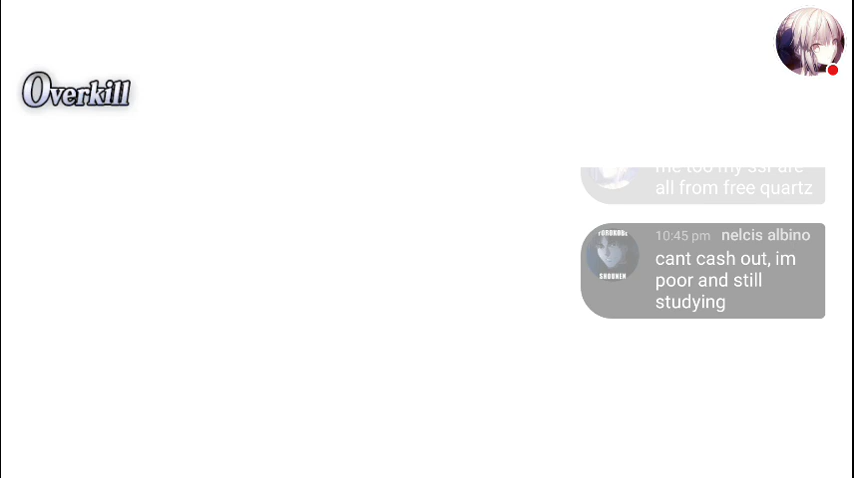 Overkill
me too my ssr are
all from free quartz
10:45 pm nelcis albino
cant cash out, im
poor and still
studying